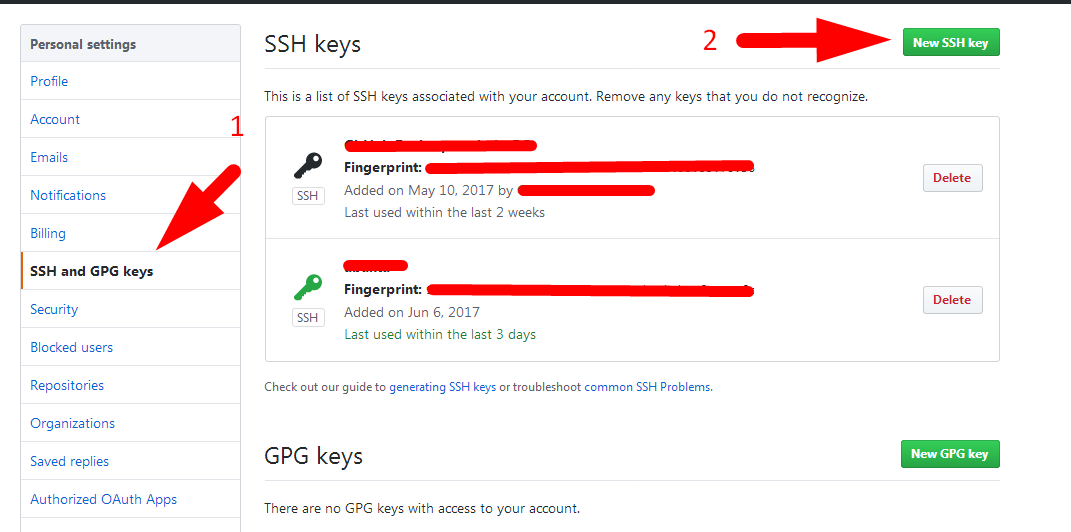 Personal settings
Profile
Account
Emails
Notifications
Billing
SSH and GPG keys
Security
Blocked users
Repositories
Organizations
Saved replies
Authorized OAuth Apps
1
SSH keys
2
New SSH key
This is a list of SSH keys associated with your account. Remove any keys that you do not recognize.
SSH
Fingerprint:
Added on May 10, 2017 by
Last used within the last 2 weeks
Delete
SSH
Fingerprint:
Added on Jun 6, 2017
Last used within the last 3 days
Delete
Check out our guide to generating SSH keys or troubleshoot common SSH Problems.
GPG keys
New GPG key
There are no GPG keys with access to your account.